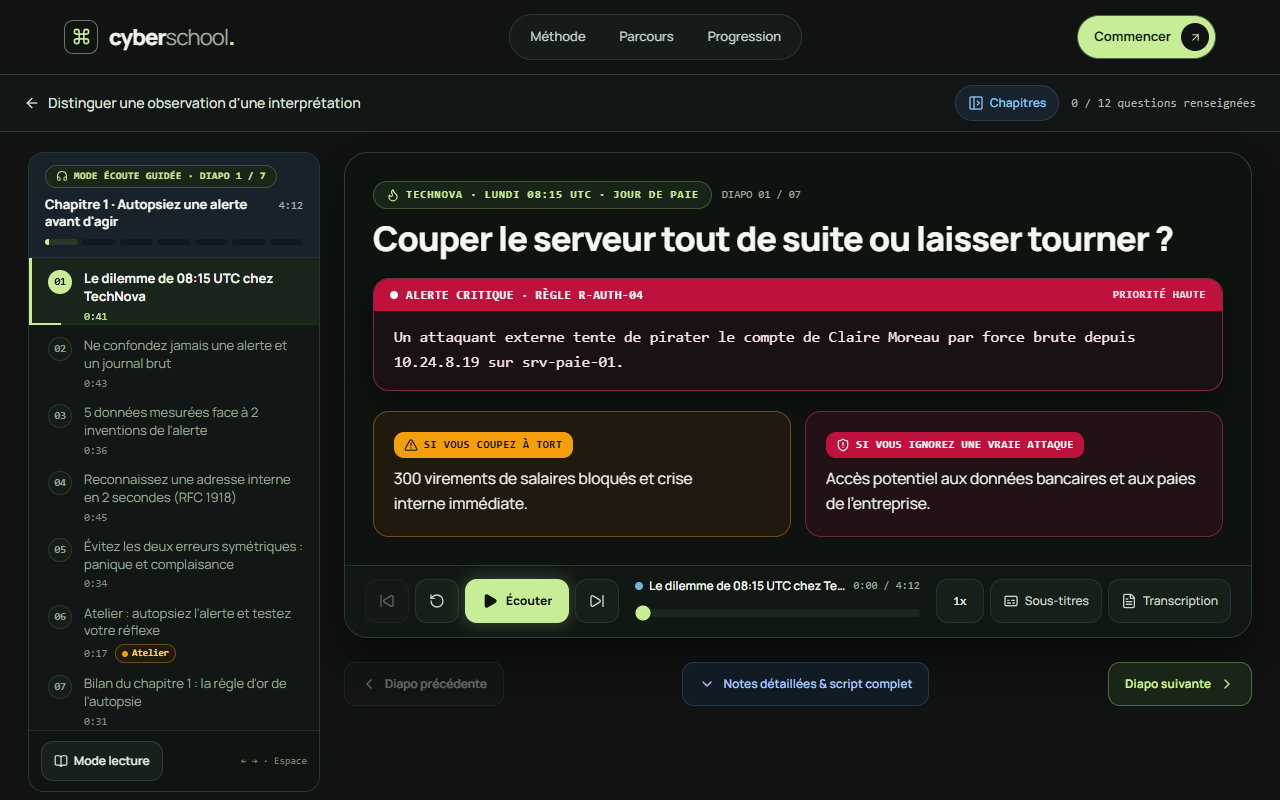 cyberschool.
Méthode
Parcours
Progression
Commencer
Distinguer une observation d'une interprétation
Chapitres
0 / 12 questions renseignées
MODE ÉCOUTE GUIDÉE · DIAPO 1 / 7
Chapitre 1 · Autopsiez une alerte
avant d'agir
4:12
01
Le dilemme de 08:15 UTC chez
TechNova
0:41
02
Ne confondez jamais une alerte et
un journal brut
0:43
03
5 données mesurées face à 2
inventions de l'alerte
0:36
04
Reconnaissez une adresse interne
en 2 secondes (RFC 1918)
0:45
05
Évitez les deux erreurs symétriques :
panique et complaisance
0:34
06
Atelier : autopsiez l'alerte et testez
votre réflexe
0:17
Atelier
07
Bilan du chapitre 1 : la règle d'or de
l'autopsie
0:31
Mode lecture
← → · Espace
TECHNOVA · LUNDI 08:15 UTC · JOUR DE PAIE
DIAPO 01 / 07
Couper le serveur tout de suite ou laisser tourner ?
ALERTE CRITIQUE · RÈGLE R-AUTH-04
PRIORITÉ HAUTE
Un attaquant externe tente de pirater le compte de Claire Moreau par force brute depuis
10.24.8.19 sur srv-paie-01.
SI VOUS COUPEZ À TORT
300 virements de salaires bloqués et crise
interne immédiate.
SI VOUS IGNOREZ UNE VRAIE ATTAQUE
Accès potentiel aux données bancaires et aux paies
de l'entreprise.
Écouter
Le dilemme de 08:15 UTC chez Te…
0:00 / 4:12
1x
Sous-titres
Transcription
Diapo précédente
Notes détaillées & script complet
Diapo suivante